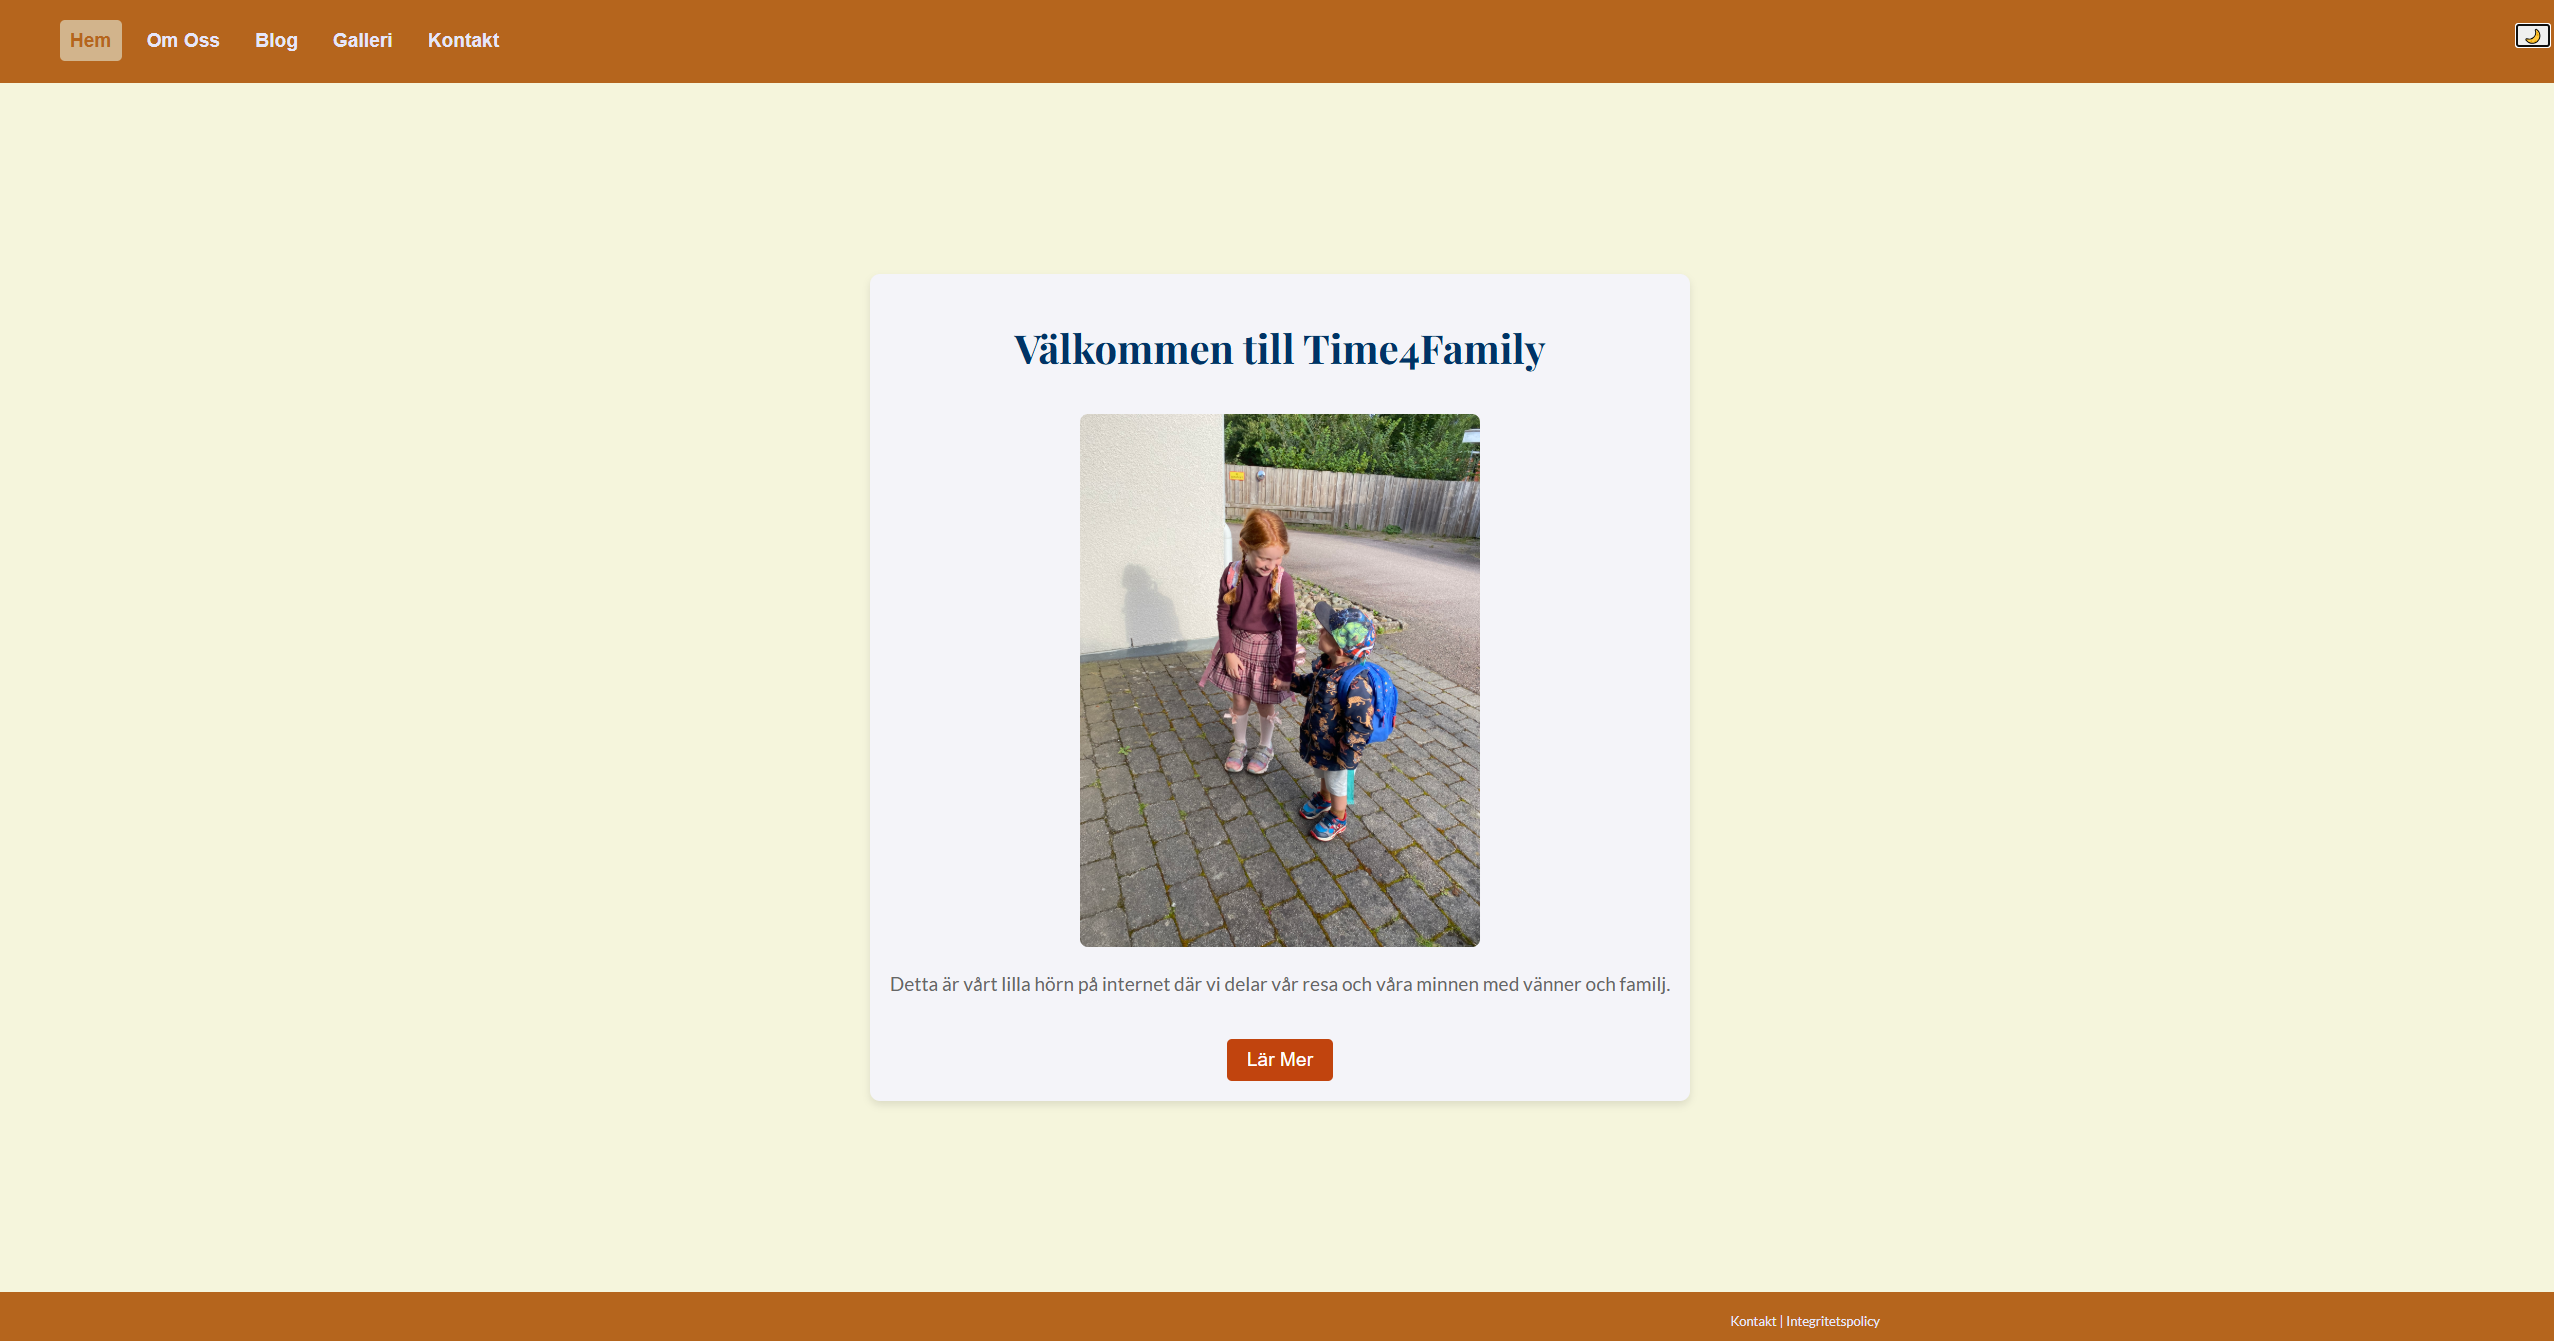 Hem Om Oss Blog Galleri Kontakt
Välkommen till Time4Family
Detta är vårt lilla hörn på internet där vi delar vår resa och våra minnen med vänner och familj.
Lär Mer
Kontakt | Integritetspolicy